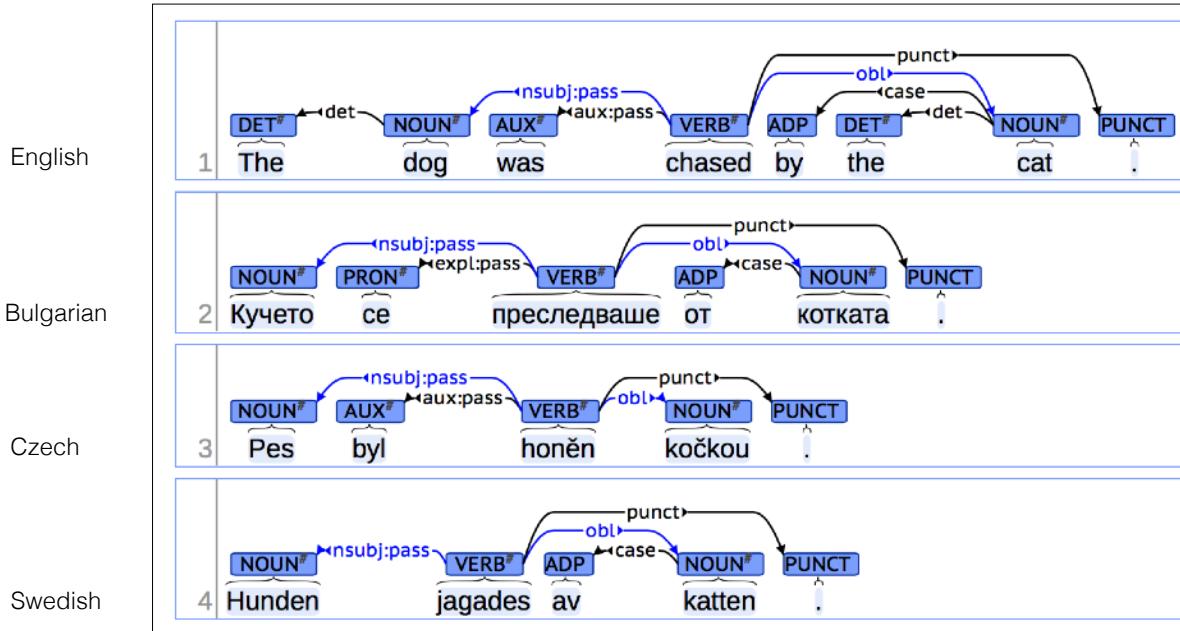 punct
obl
nsubj:pass case
det aux:pass det
DET# NOUN# AUX# VERB# ADP DET# NOUN# PUNCT
English 1 The dog was chased by the cat .
punct
nsubj:pass obl
expl:pass case
NOUN# PRON# VERB# ADP NOUN# PUNCT
Bulgarian 2 Кучето се преследваше от котката .
nsubj:pass punct
aux:pass obl
NOUN# AUX# VERB# NOUN# PUNCT
Czech 3 Pes byl honěn kočkou .
punct
obl
nsubj:pass case
NOUN# VERB# ADP NOUN# PUNCT
Swedish 4 Hunden jagades av katten .